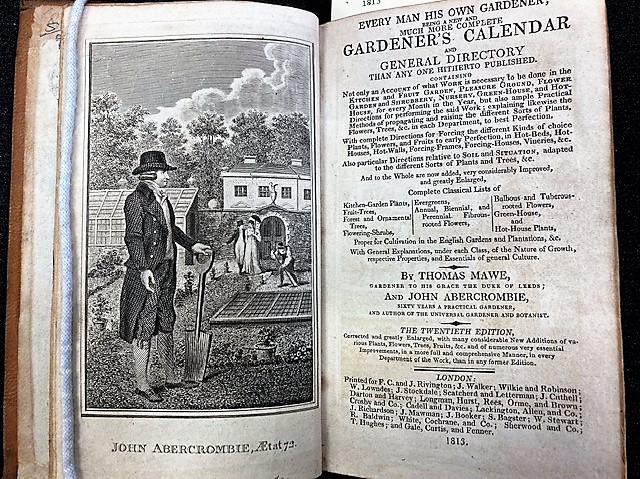 JOHN ABERCROMBIE, Ætat 72.
1813
EVERY MAN HIS OWN GARDENER,
BEING A NEW AND
MUCH MORE COMPLETE
GARDENER'S CALENDAR
AND
GENERAL DIRECTORY
THAN ANY ONE HITHERTO PUBLISHED.
CONTAINING
Not only an Account of what Work is necessary to be done in the
KITCHEN and FRUIT GARDEN, PLEASURE GROUND, FLOWER
GARDEN and SHRUBBERY, NURSERY, GREEN-HOUSE, and HOT-
HOUSE, for every Month in the Year, but also ample Practical
Directions for performing the said Work; explaining likewise the
Methods of propagating and raising the different Sorts of Plants,
Flowers, Trees, &c. in each Department, to best Perfection.
With complete Directions for Forcing the different Kinds of choice
Plants, Flowers, and Fruits to early Perfection, in Hot-Beds, Hot-
Houses, Hot-Walls, Forcing-Frames, Forcing-Houses, Vineries, &c.
Also particular Directions relative to SOIL and SITUATION, adapted
to the different Sorts of Plants and Trees, &c.
And to the Whole are now added, very considerably Improved,
and greatly Enlarged,
Complete Classical Lists of
Kitchen-Garden Plants,
Fruit-Trees,
Forest and Ornamental
Trees,
Flowering-Shrubs,
Evergreens,
Annual, Biennial, and
Perennial Fibrous-
rooted Flowers,
Bulbous and Tuberous-
rooted Flowers,
Green-House,
and
Hot-House Plants,
Proper for Cultivation in the English Gardens and Plantations, &c.
With General Explanations, under each Class, of the Nature of Growth,
respective Properties, and Essentials of general Culture.
BY THOMAS MAWE,
GARDENER TO HIS GRACE THE DUKE OF LEEDS;
AND JOHN ABERCROMBIE,
SIXTY YEARS A PRACTICAL GARDENER,
AND AUTHOR OF THE UNIVERSAL GARDENER AND BOTANIST.
THE TWENTIETH EDITION,
Corrected and greatly Enlarged, with many considerable New Additions of va-
rious Plants, Flowers, Trees, Fruits, &c. and of numerous very essential
Improvements, in a more full and comprehensive Manner, in every
Department of the Work, than in any former Edition.
LONDON:
Printed for F. C. and J. Rivington; J. Walker; Wilkie and Robinson;
W. Lowndes; J. Stockdale; Scatcherd and Letterman; J. Cuthell;
Darton and Harvey; Longman, Hurst, Rees, Orme, and Brown;
Crosby and Co.; Cadell and Davies; Lackington, Allen, and Co.;
J. Richardson; J. Mawman; J. Booker; S. Bagster; W. Stewart;
R. Baldwin; White, Cochrane, and Co.; Sherwood and Co.;
T. Hughes; and Gale, Curtis, and Fenner.
1813.